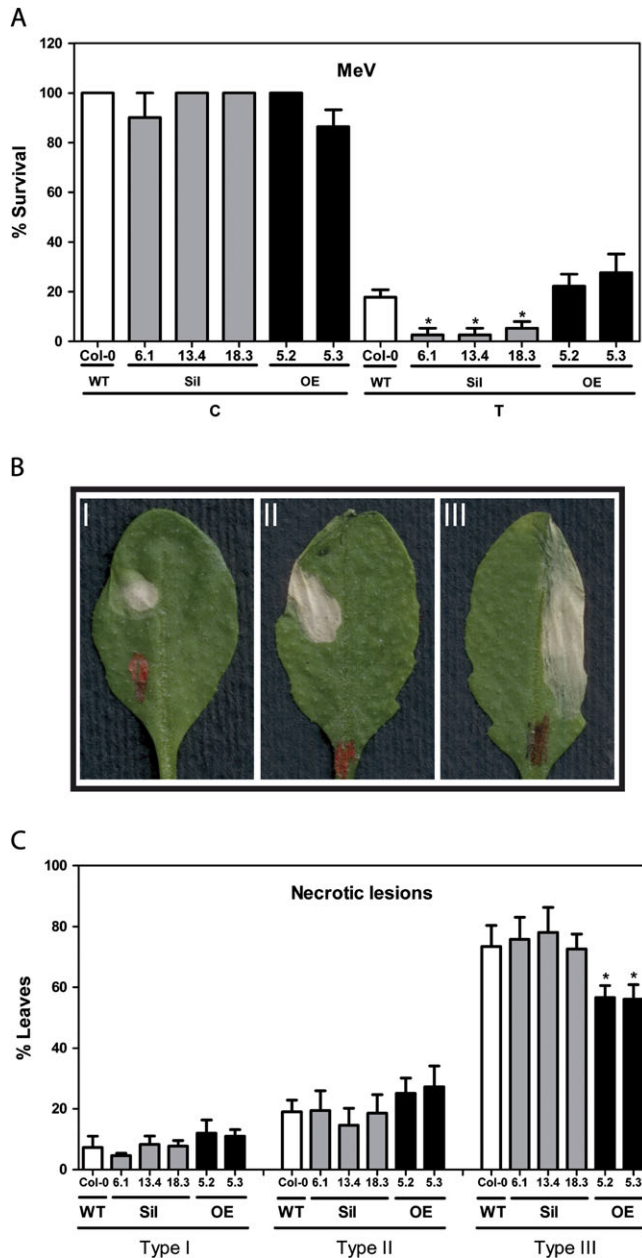 A
MeV
% Survival
120
100
80
60
40
20
0
* * *
Col-0 6.1 13.4 18.3 5.2 5.3 Col-0 6.1 13.4 18.3 5.2 5.3
WT Sil OE WT Sil OE
C T
B
I II III
C
Necrotic lesions
% Leaves
100
80
60
40
20
0
* *
Col-0 6.1 13.4 18.3 5.2 5.3 Col-0 6.1 13.4 18.3 5.2 5.3 Col-0 6.1 13.4 18.3 5.2 5.3
WT Sil OE WT Sil OE WT Sil OE
Type I Type II Type III